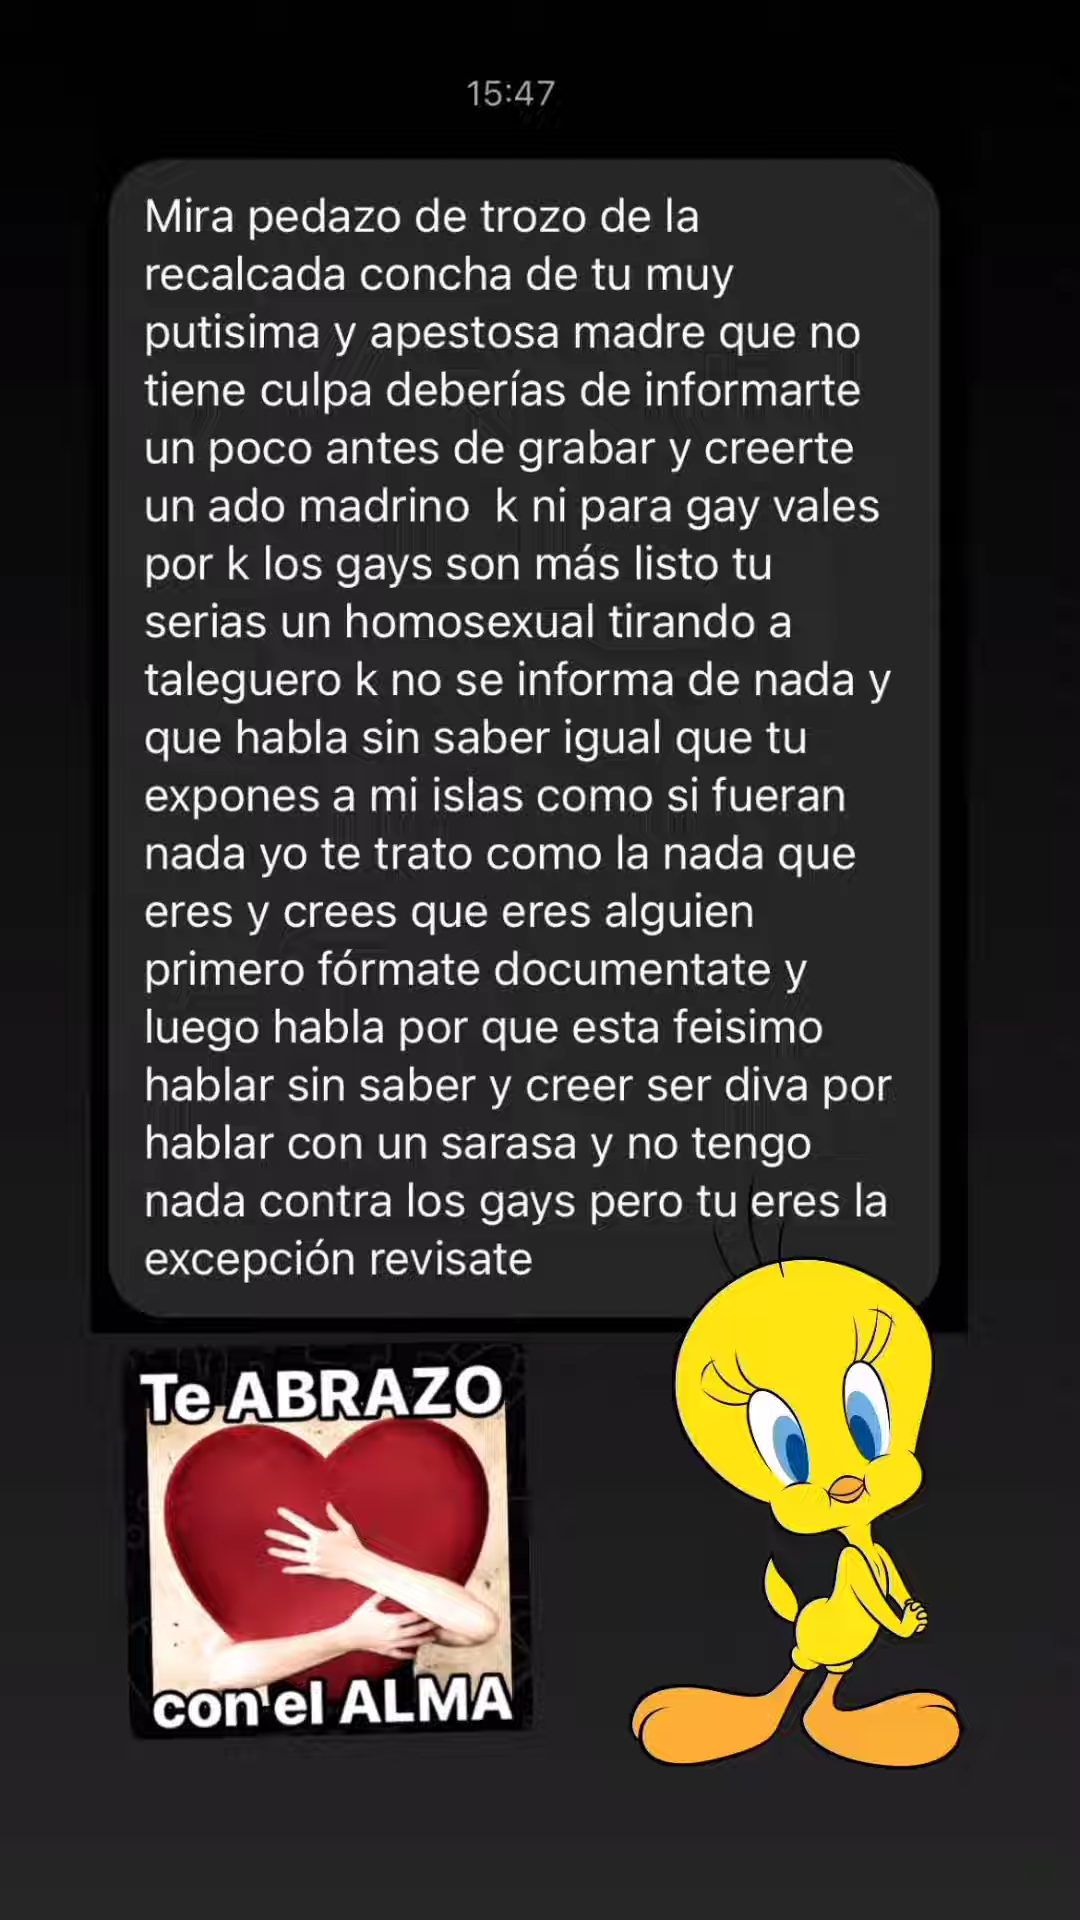 15:47
Mira pedazo de trozo de la
recalcada concha de tu muy
putisima y apestosa madre que no
tiene culpa deberías de informarte
un poco antes de grabar y creerte
un ado madrino k ni para gay vales
por k los gays son más listo tu
serias un homosexual tirando a
taleguero k no se informa de nada y
que habla sin saber igual que tu
expones a mi islas como si fueran
nada yo te trato como la nada que
eres y crees que eres alguien
primero fórmate documentate y
luego habla por que esta feisimo
hablar sin saber y creer ser diva por
hablar con un sarasa y no tengo
nada contra los gays pero tu eres la
excepción revisate
Te ABRAZO
con el ALMA